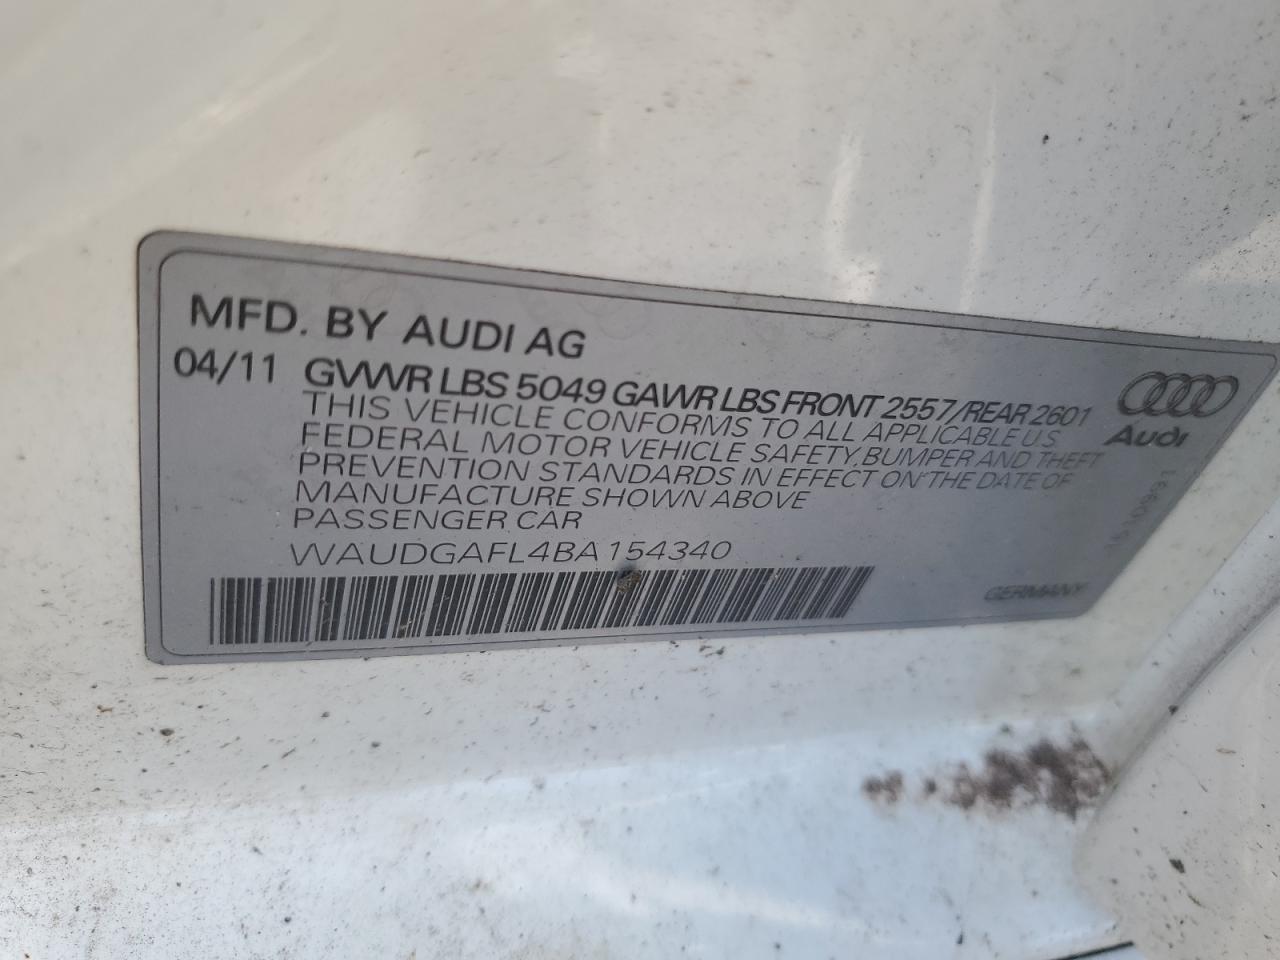 MFD. BY AUDI AG
04/11 GVWR LBS 5049 GAWR LBS FRONT 2557/REAR 2601
THIS VEHICLE CONFORMS TO ALL APPLICABLE US
FEDERAL MOTOR VEHICLE SAFETY, BUMPER AND THEFT
PREVENTION STANDARDS IN EFFECT ON THE DATE OF
MANUFACTURE SHOWN ABOVE
PASSENGER CAR
WAUDGAFL4BA154340
Audi
GERMANY